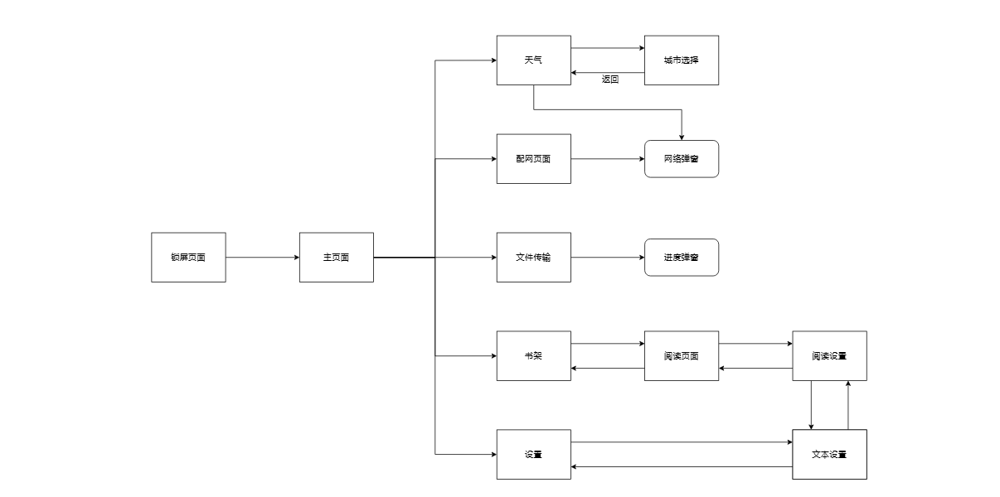 天气
城市选择
返回
配网页面
网络弹窗
锁屏页面
主页面
文件传输
进度弹窗
书架
阅读页面
阅读设置
设置
文本设置